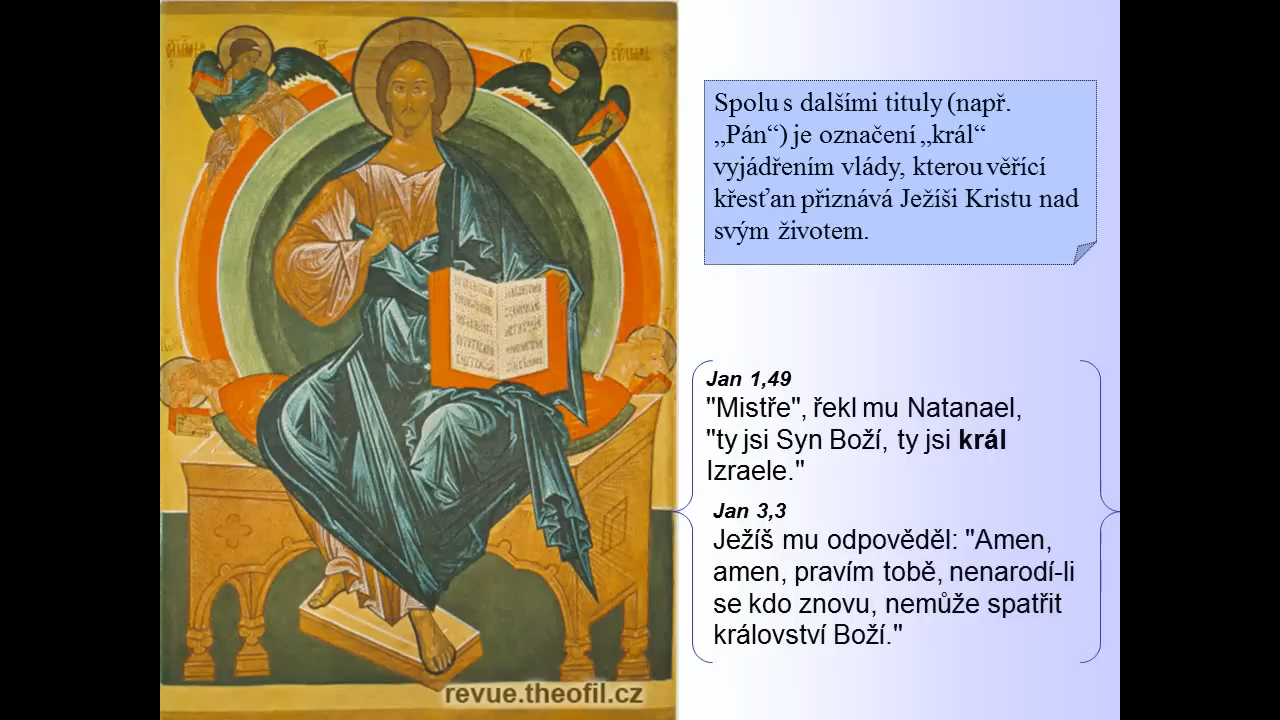 Spolu s dalšími tituly (např.
„Pán“) je označení „král“
vyjádřením vlády, kterou věřící
křesťan přiznává Ježíši Kristu nad
svým životem.
Jan 1,49
"Mistře", řekl mu Natanael,
"ty jsi Syn Boží, ty jsi král
Izraele."
Jan 3,3
Ježíš mu odpověděl: "Amen,
amen, pravím tobě, nenarodí-li
se kdo znovu, nemůže spatřit
království Boží."
revue.theofil.cz